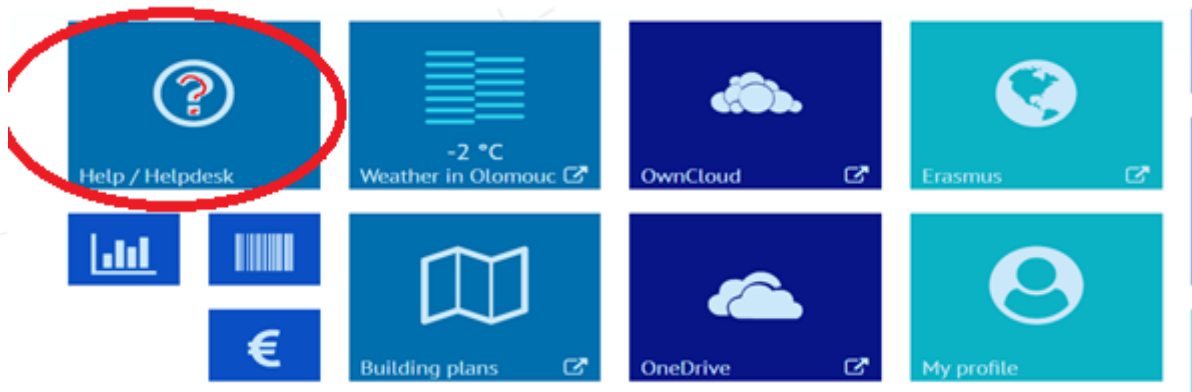 ?
-2 °C
Help / Helpdesk
Weather in Olomouc
OwnCloud
Erasmus
€
Building plans
OneDrive
My profile